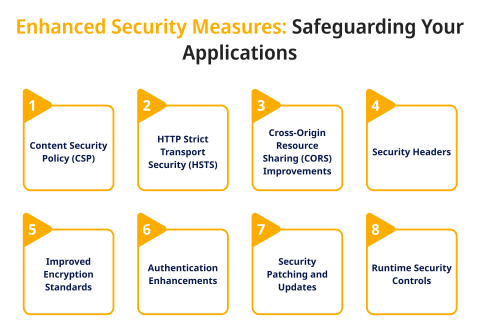 Enhanced Security Measures: Safeguarding Your
Applications
1
Content Security
Policy (CSP)
2
HTTP Strict
Transport
Security (HSTS)
3
Cross-Origin
Resource
Sharing (CORS)
Improvements
4
Security Headers
5
Improved
Encryption
Standards
6
Authentication
Enhancements
7
Security
Patching and
Updates
8
Runtime Security
Controls